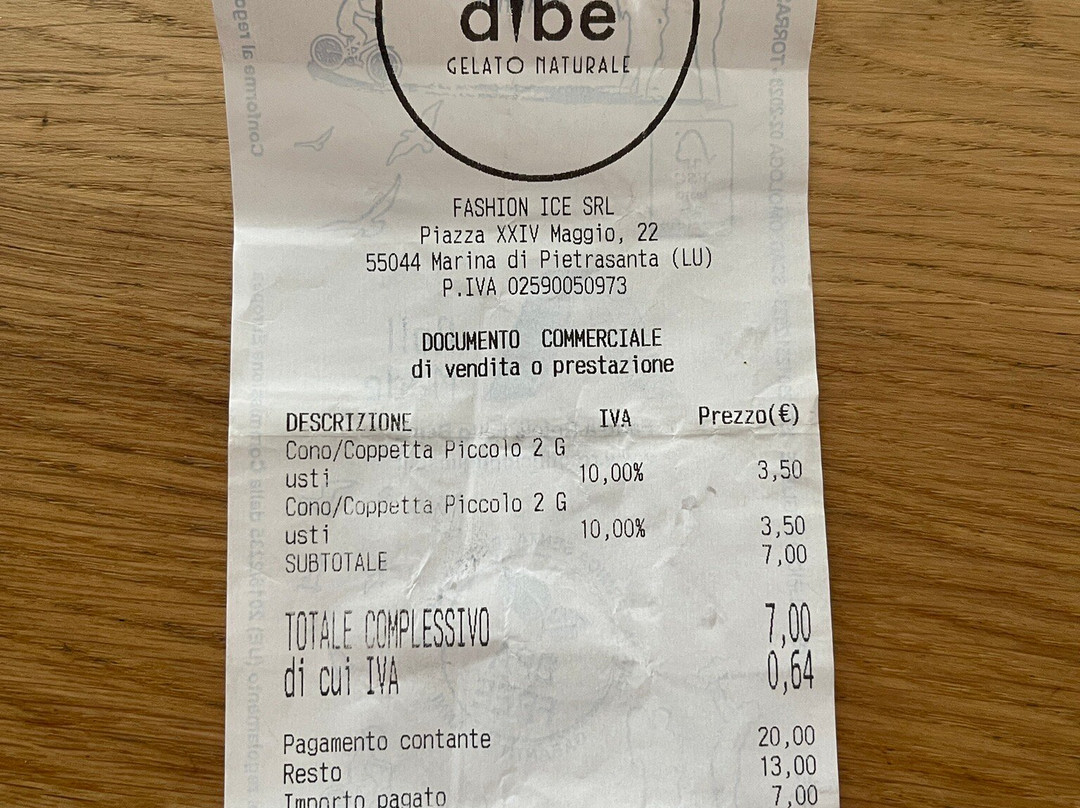 dibe
GELATO NATURALE
FASHION ICE SRL
Piazza XXIV Maggio, 22
55044 Marina di Pietrasanta (LU)
P.IVA 02590050973
DOCUMENTO COMMERCIALE
di vendita o prestazione
DESCRIZIONE IVA Prezzo(€)
Cono/Coppetta Piccolo 2 G
usti 10,00% 3,50
Cono/Coppetta Piccolo 2 G
usti 10,00% 3,50
SUBTOTALE 7,00
TOTALE COMPLESSIVO 7,00
di cui IVA 0,64
Pagamento contante 20,00
Resto 13,00
Importo pagato 7,00